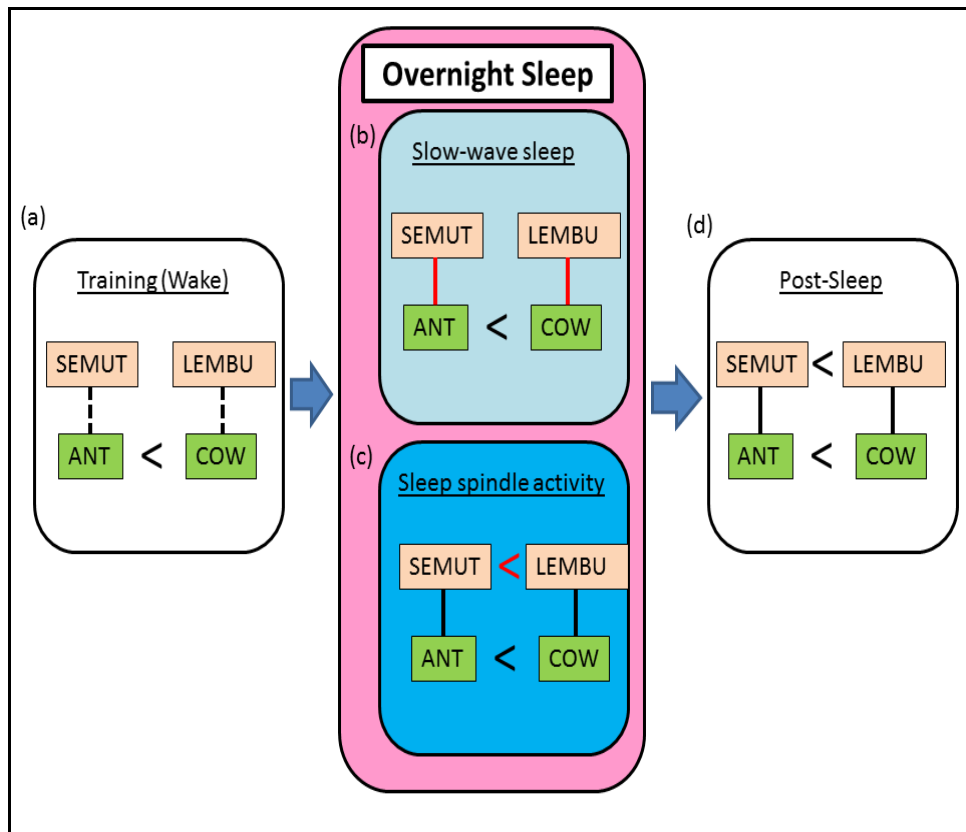 Overnight Sleep
(a)
Training (Wake)
SEMUT LEMBU
ANT < COW
(b)
Slow-wave sleep
SEMUT LEMBU
ANT < COW
(c)
Sleep spindle activity
SEMUT < LEMBU
ANT < COW
(d)
Post-Sleep
SEMUT < LEMBU
ANT < COW